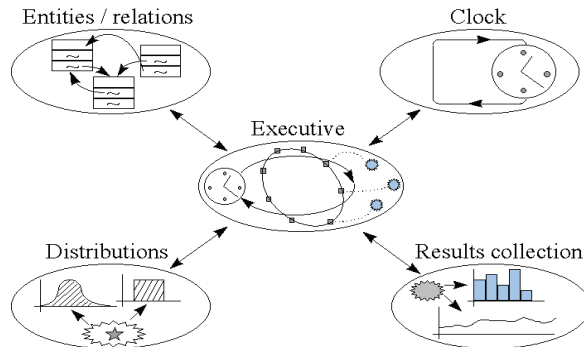 Entities / relations
Clock
Executive
Distributions
Results collection